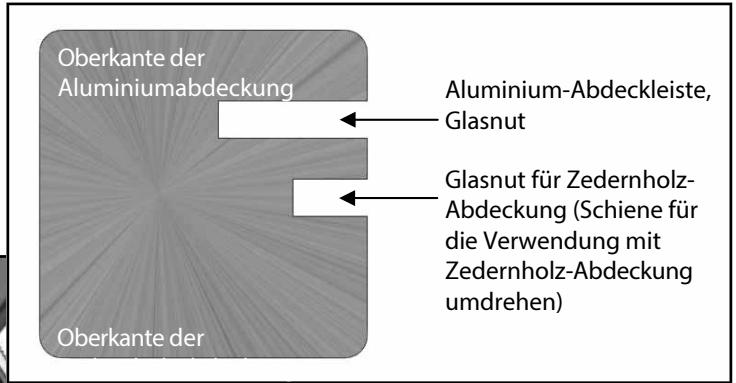 Oberkante der
Aluminiumabdeckung
Aluminium-Abdeckleiste,
Glasnut
Glasnut für Zedernholz-
Abdeckung (Schiene für
die Verwendung mit
Zedernholz-Abdeckung
umdrehen)
Oberkante der